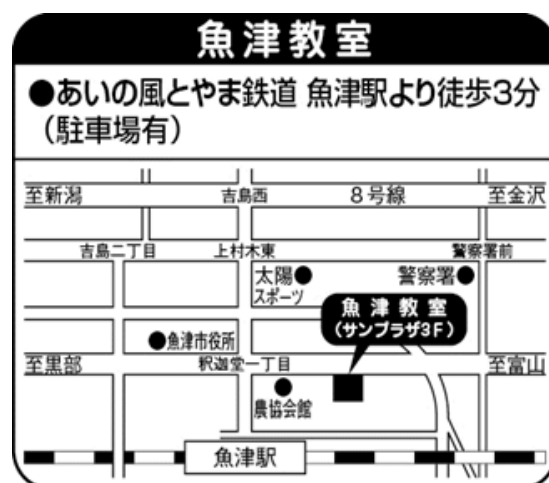 魚津教室
●あいの風とやま鉄道 魚津駅より徒歩3分
（駐車場有）
至新潟 吉島西 8号線 至金沢
吉島二丁目 上村木東 警察署前
太陽● 警察署●
スポーツ
魚津教室
（サンプラザ3F）
●魚津市役所
至黒部 釈迦堂一丁目 至富山
農協会館
魚津駅